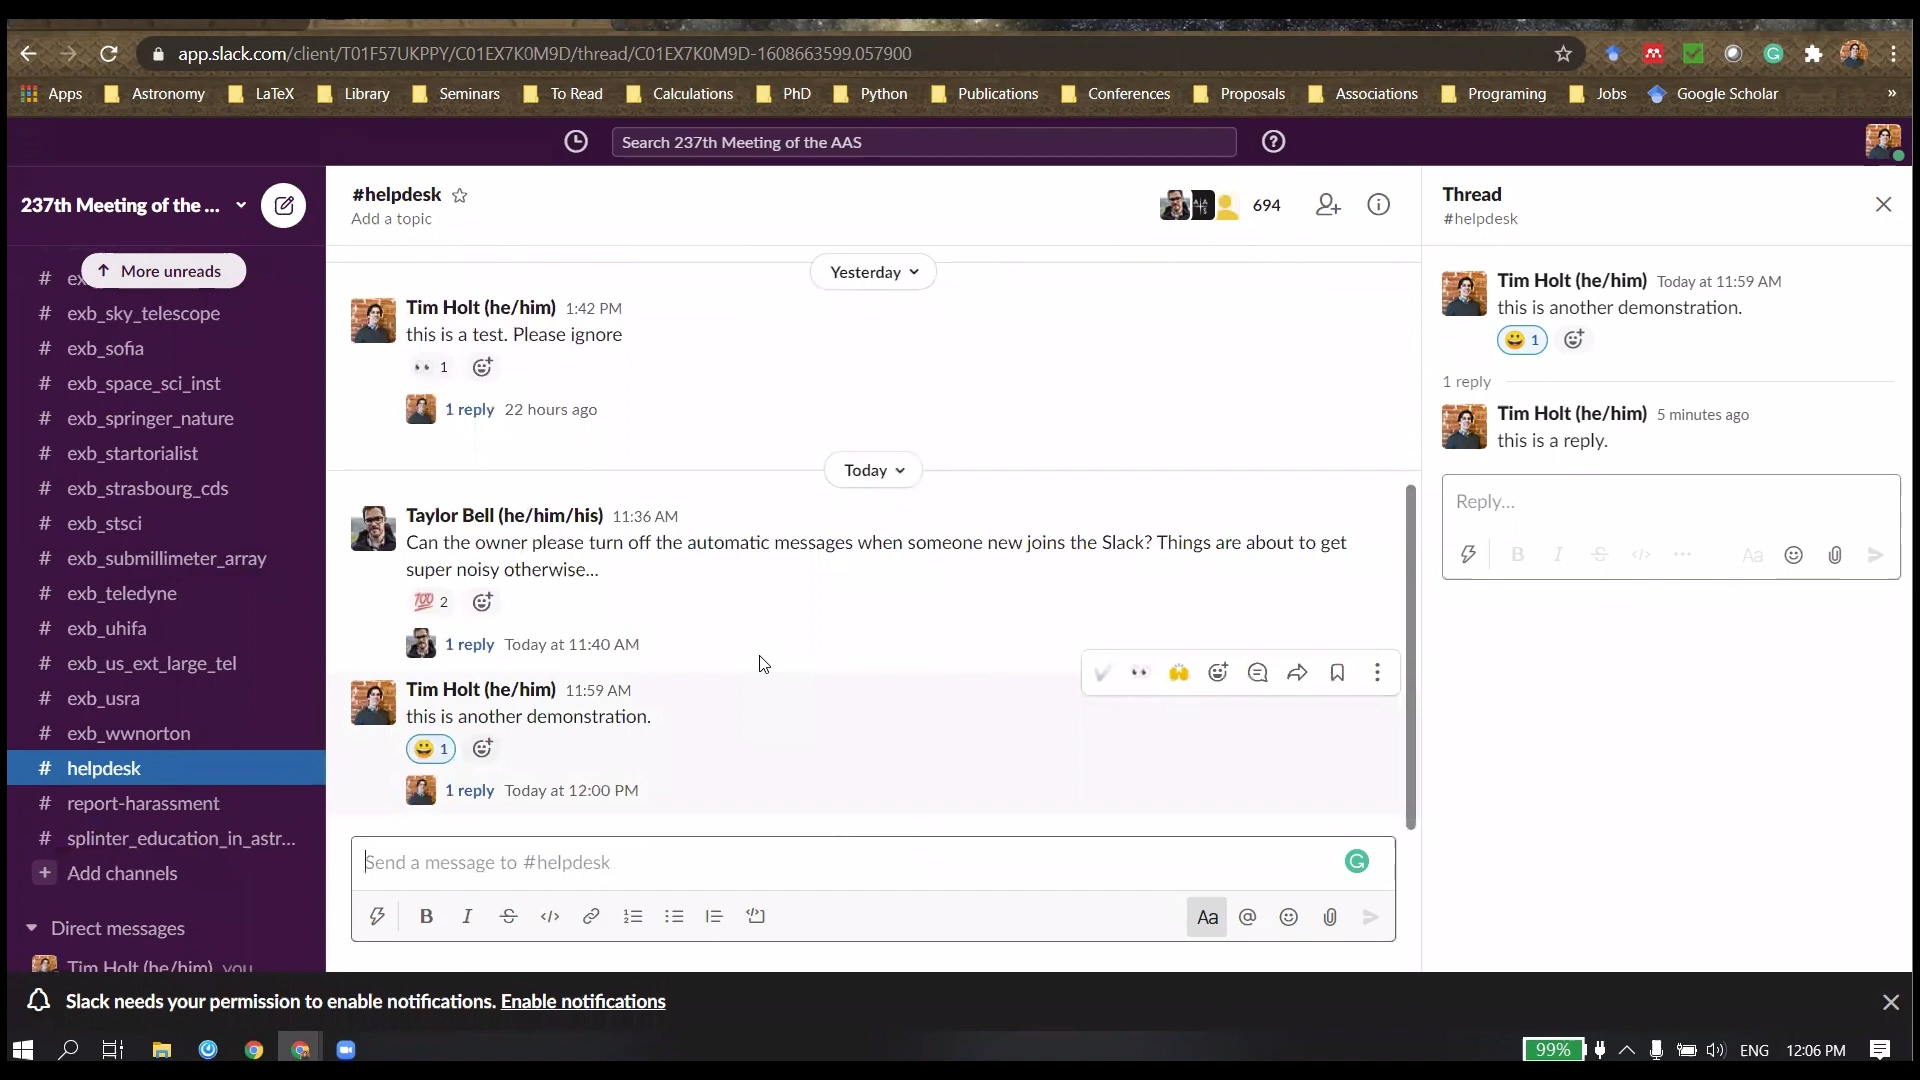 app.slack.com/client/T01F57UKPPY/C01EX7K0M9D/thread/C01EX7K0M9D-1608663599.057900
Apps Astronomy LaTeX Library Seminars To Read Calculations PhD Python Publications Conferences Proposals Associations Programing Jobs Google Scholar »
Search 237th Meeting of the AAS
237th Meeting of the ...
More unreads
# exb_sky_telescope
# exb_sofia
# exb_space_sci_inst
# exb_springer_nature
# exb_startorialist
# exb_strasbourg_cds
# exb_stsci
# exb_submillimeter_array
# exb_teledyne
# exb_uhifa
# exb_us_ext_large_tel
# exb_usra
# exb_wwnorton
# helpdesk
# report-harassment
# splinter_education_in_astr...
+ Add channels
Direct messages
Tim Holt (he/him) you
#helpdesk
Add a topic
694
Yesterday
Tim Holt (he/him) 1:42 PM
this is a test. Please ignore
1
1 reply 22 hours ago
Today
Taylor Bell (he/him/his) 11:36 AM
Can the owner please turn off the automatic messages when someone new joins the Slack? Things are about to get
super noisy otherwise...
100 2
1 reply Today at 11:40 AM
Tim Holt (he/him) 11:59 AM
this is another demonstration.
1
1 reply Today at 12:00 PM
Send a message to #helpdesk
B I S </> Aa @
Thread
#helpdesk
Tim Holt (he/him) Today at 11:59 AM
this is another demonstration.
1
1 reply
Tim Holt (he/him) 5 minutes ago
this is a reply.
Reply...
B I S </> ... Aa
Slack needs your permission to enable notifications. Enable notifications
99% ENG 12:06 PM